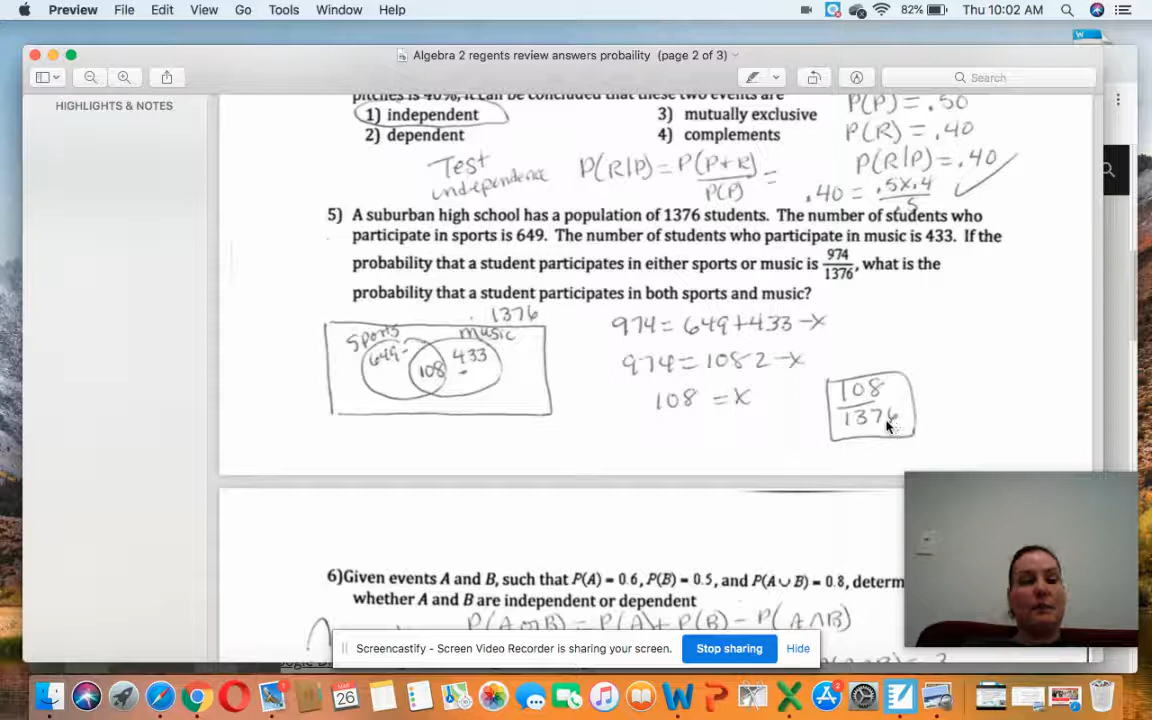 Preview File Edit View Go Tools Window Help
82% Thu 10:02 AM
Algebra 2 regents review answers probaility (page 2 of 3)
Search
HIGHLIGHTS & NOTES
pitches is 40%, it can be concluded that these two events are
1) independent 3) mutually exclusive
2) dependent 4) complements
P(P) = .50
P(R) = .40
P(R|P) = .40
Test independence P(R|P) = P(P+R)/P(P) =
.40 = .5x.4/.5
5) A suburban high school has a population of 1376 students. The number of students who
participate in sports is 649. The number of students who participate in music is 433. If the
probability that a student participates in either sports or music is 974/1376, what is the
probability that a student participates in both sports and music?
1376
Sports music
649- 108 433
974 = 649+433-X
974 = 1082-X
108 = X
108/1376
6)Given events A and B, such that P(A) = 0.6, P(B) = 0.5, and P(A∪B) = 0.8, determ
whether A and B are independent or dependent
= P(A)+ P(B) - P(A∩B)
Screencastify - Screen Video Recorder is sharing your screen. Stop sharing Hide
MAR
26